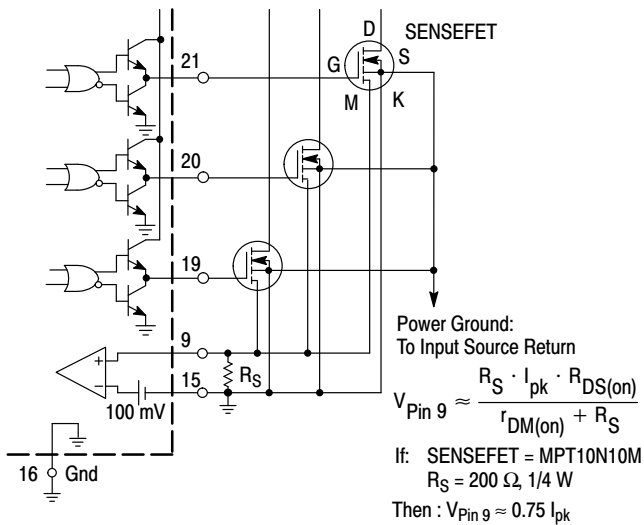 D
SENSEFET
21
G
S
M
K
20
19
9
+
R_S
15
−
100 mV
16
Gnd
Power Ground:
To Input Source Return
V_Pin 9 ≈ (R_S · I_pk · R_DS(on)) / (r_DM(on) + R_S)
If: SENSEFET = MPT10N10M
R_S = 200 Ω, 1/4 W
Then : V_Pin 9 ≈ 0.75 I_pk